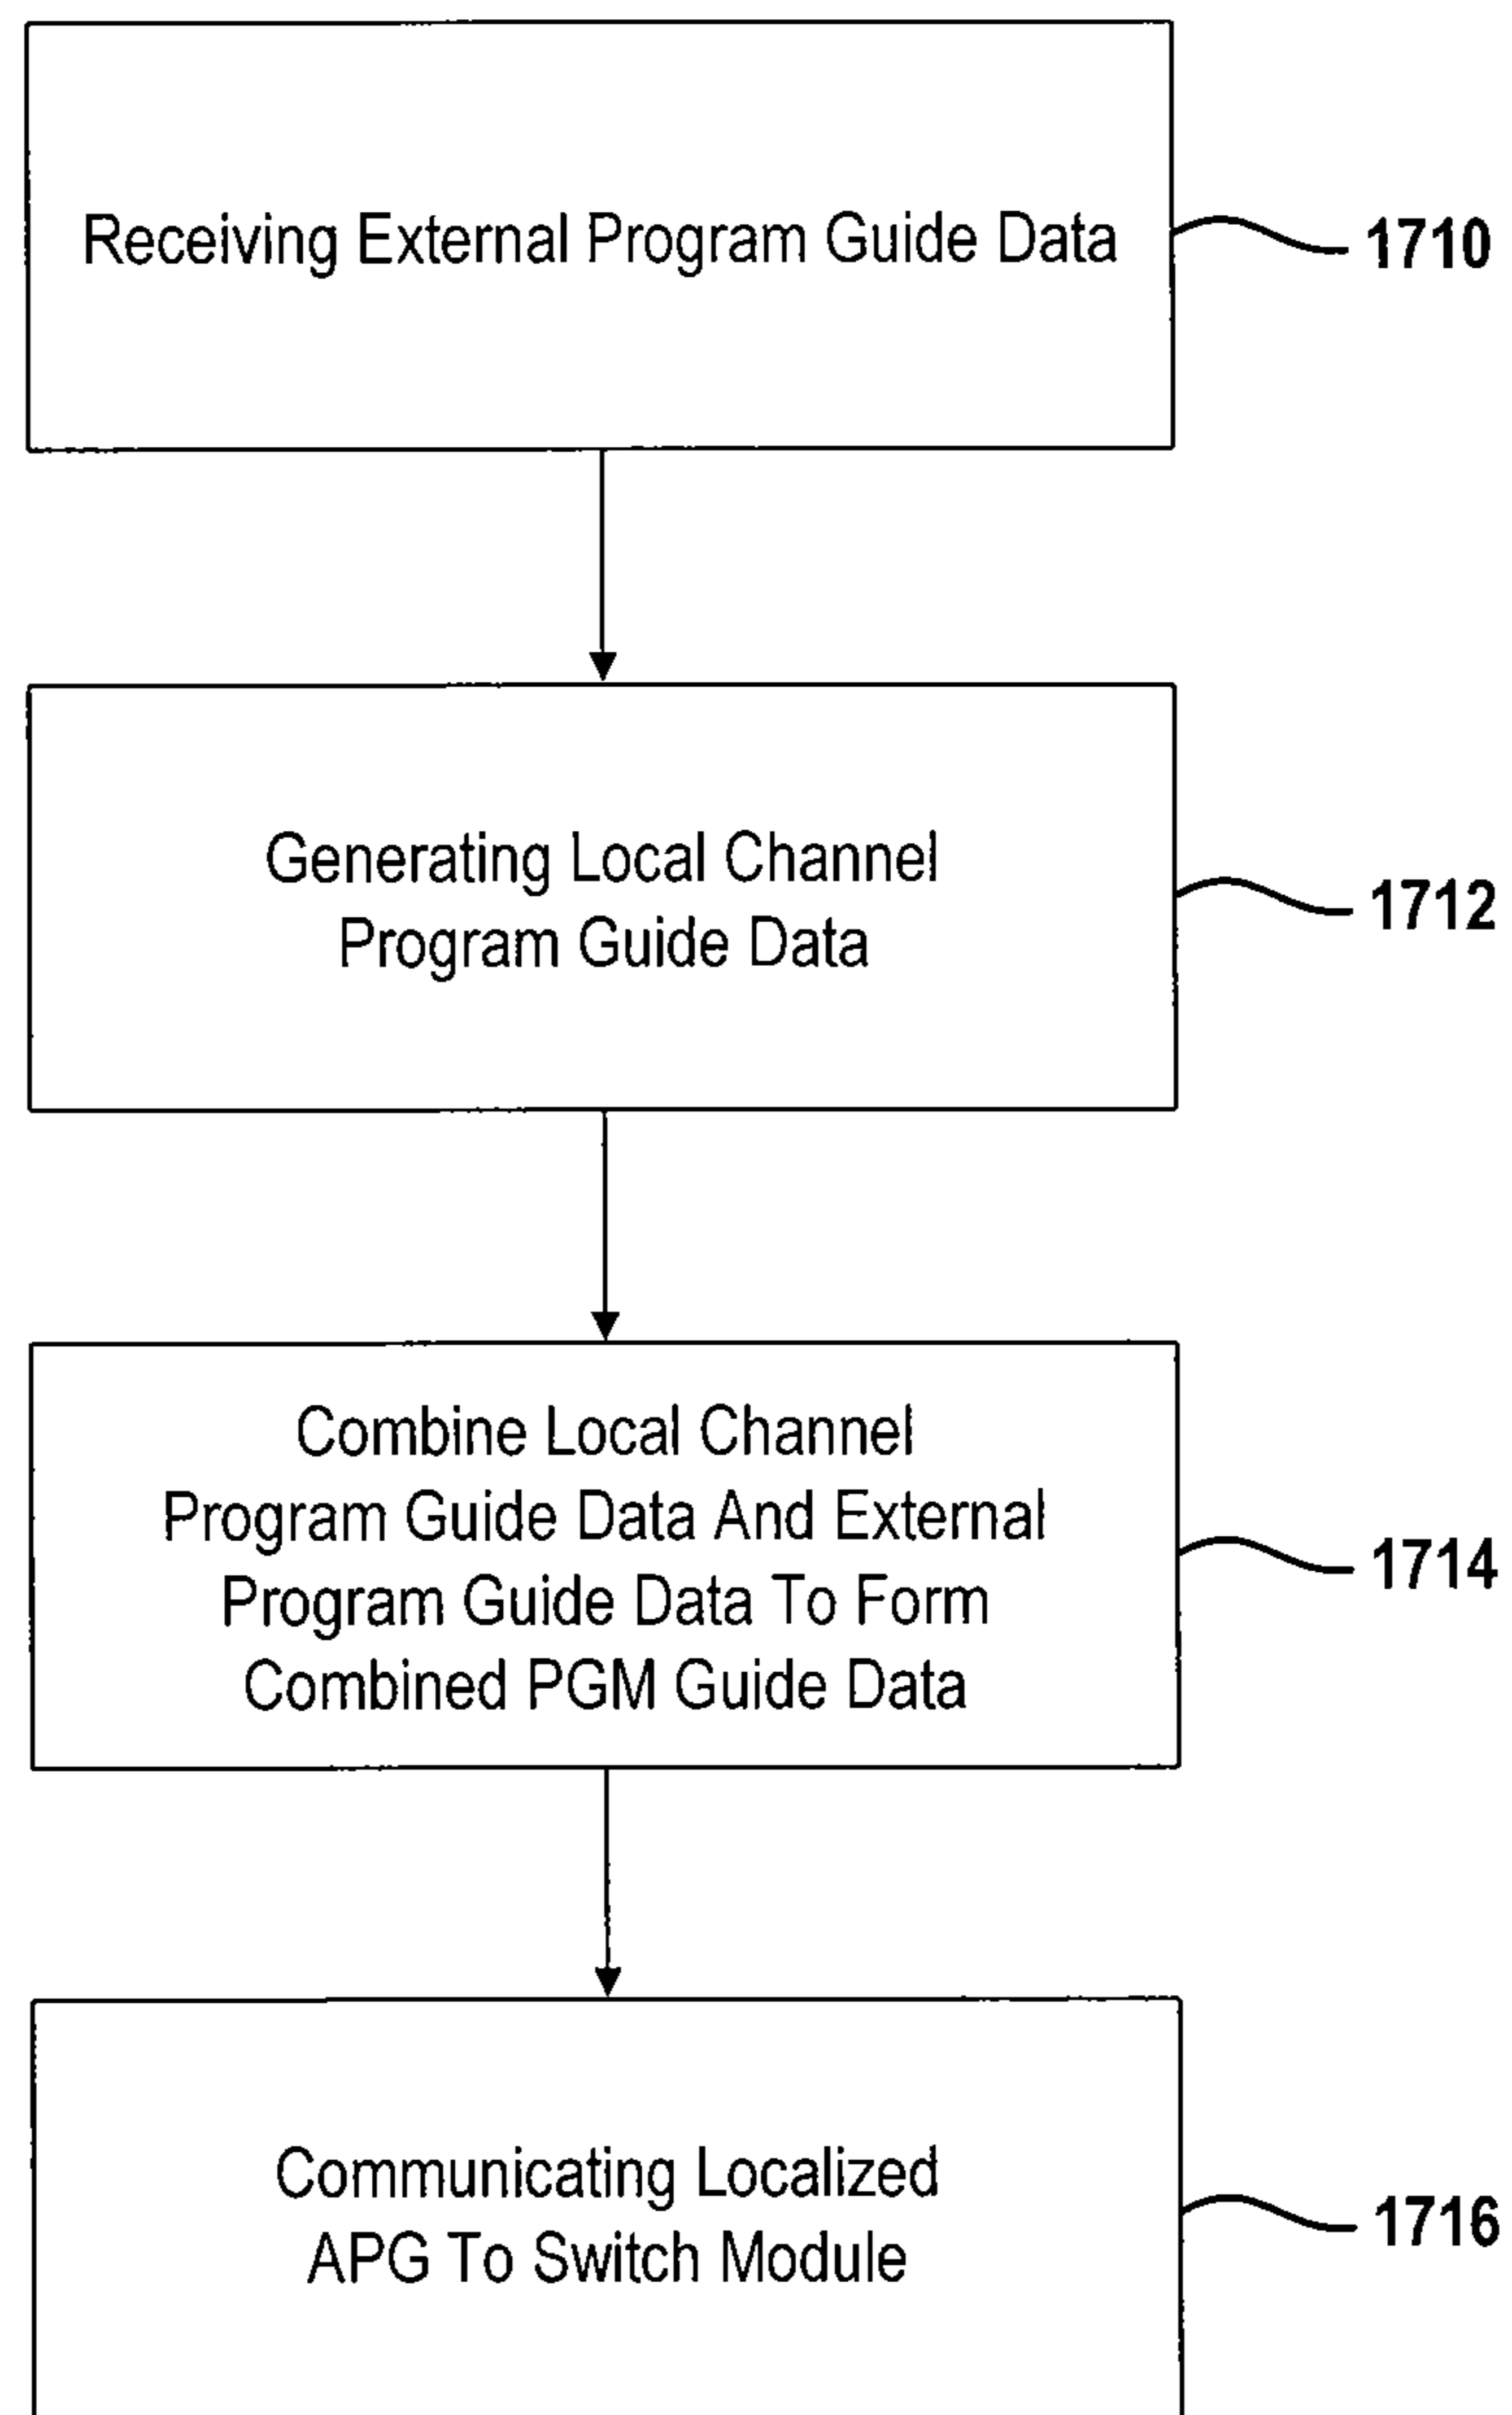 Receiving External Program Guide Data
1710
Generating Local Channel
Program Guide Data
1712
Combine Local Channel
Program Guide Data And External
Program Guide Data To Form
Combined PGM Guide Data
1714
Communicating Localized
APG To Switch Module
1716